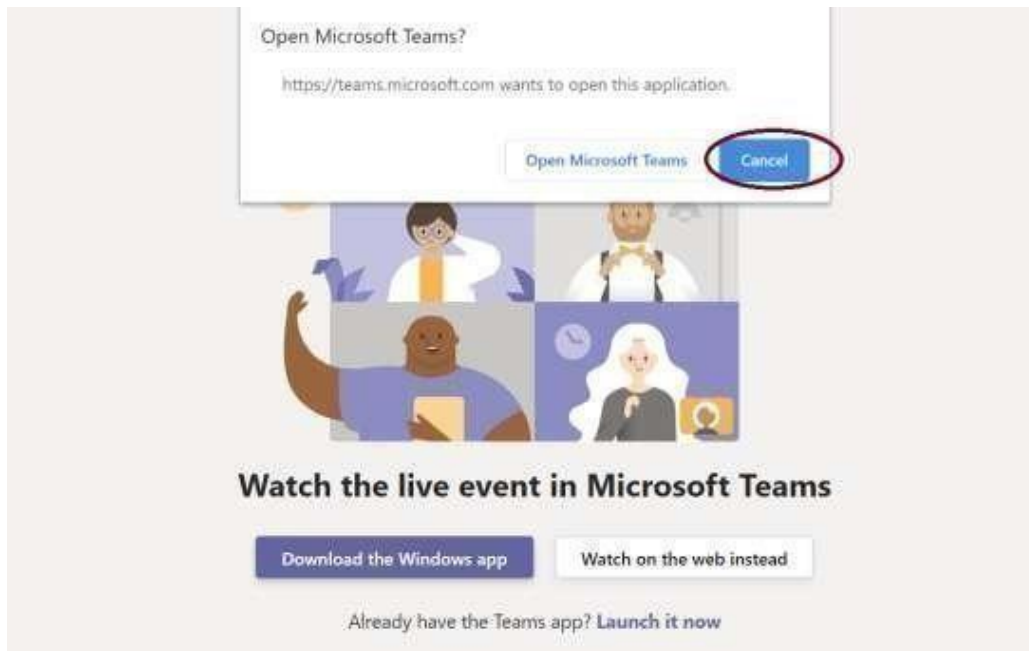 Open Microsoft Teams?
https://teams.microsoft.com wants to open this application.
Open Microsoft Teams
Cancel
Watch the live event in Microsoft Teams
Download the Windows app
Watch on the web instead
Already have the Teams app? Launch it now